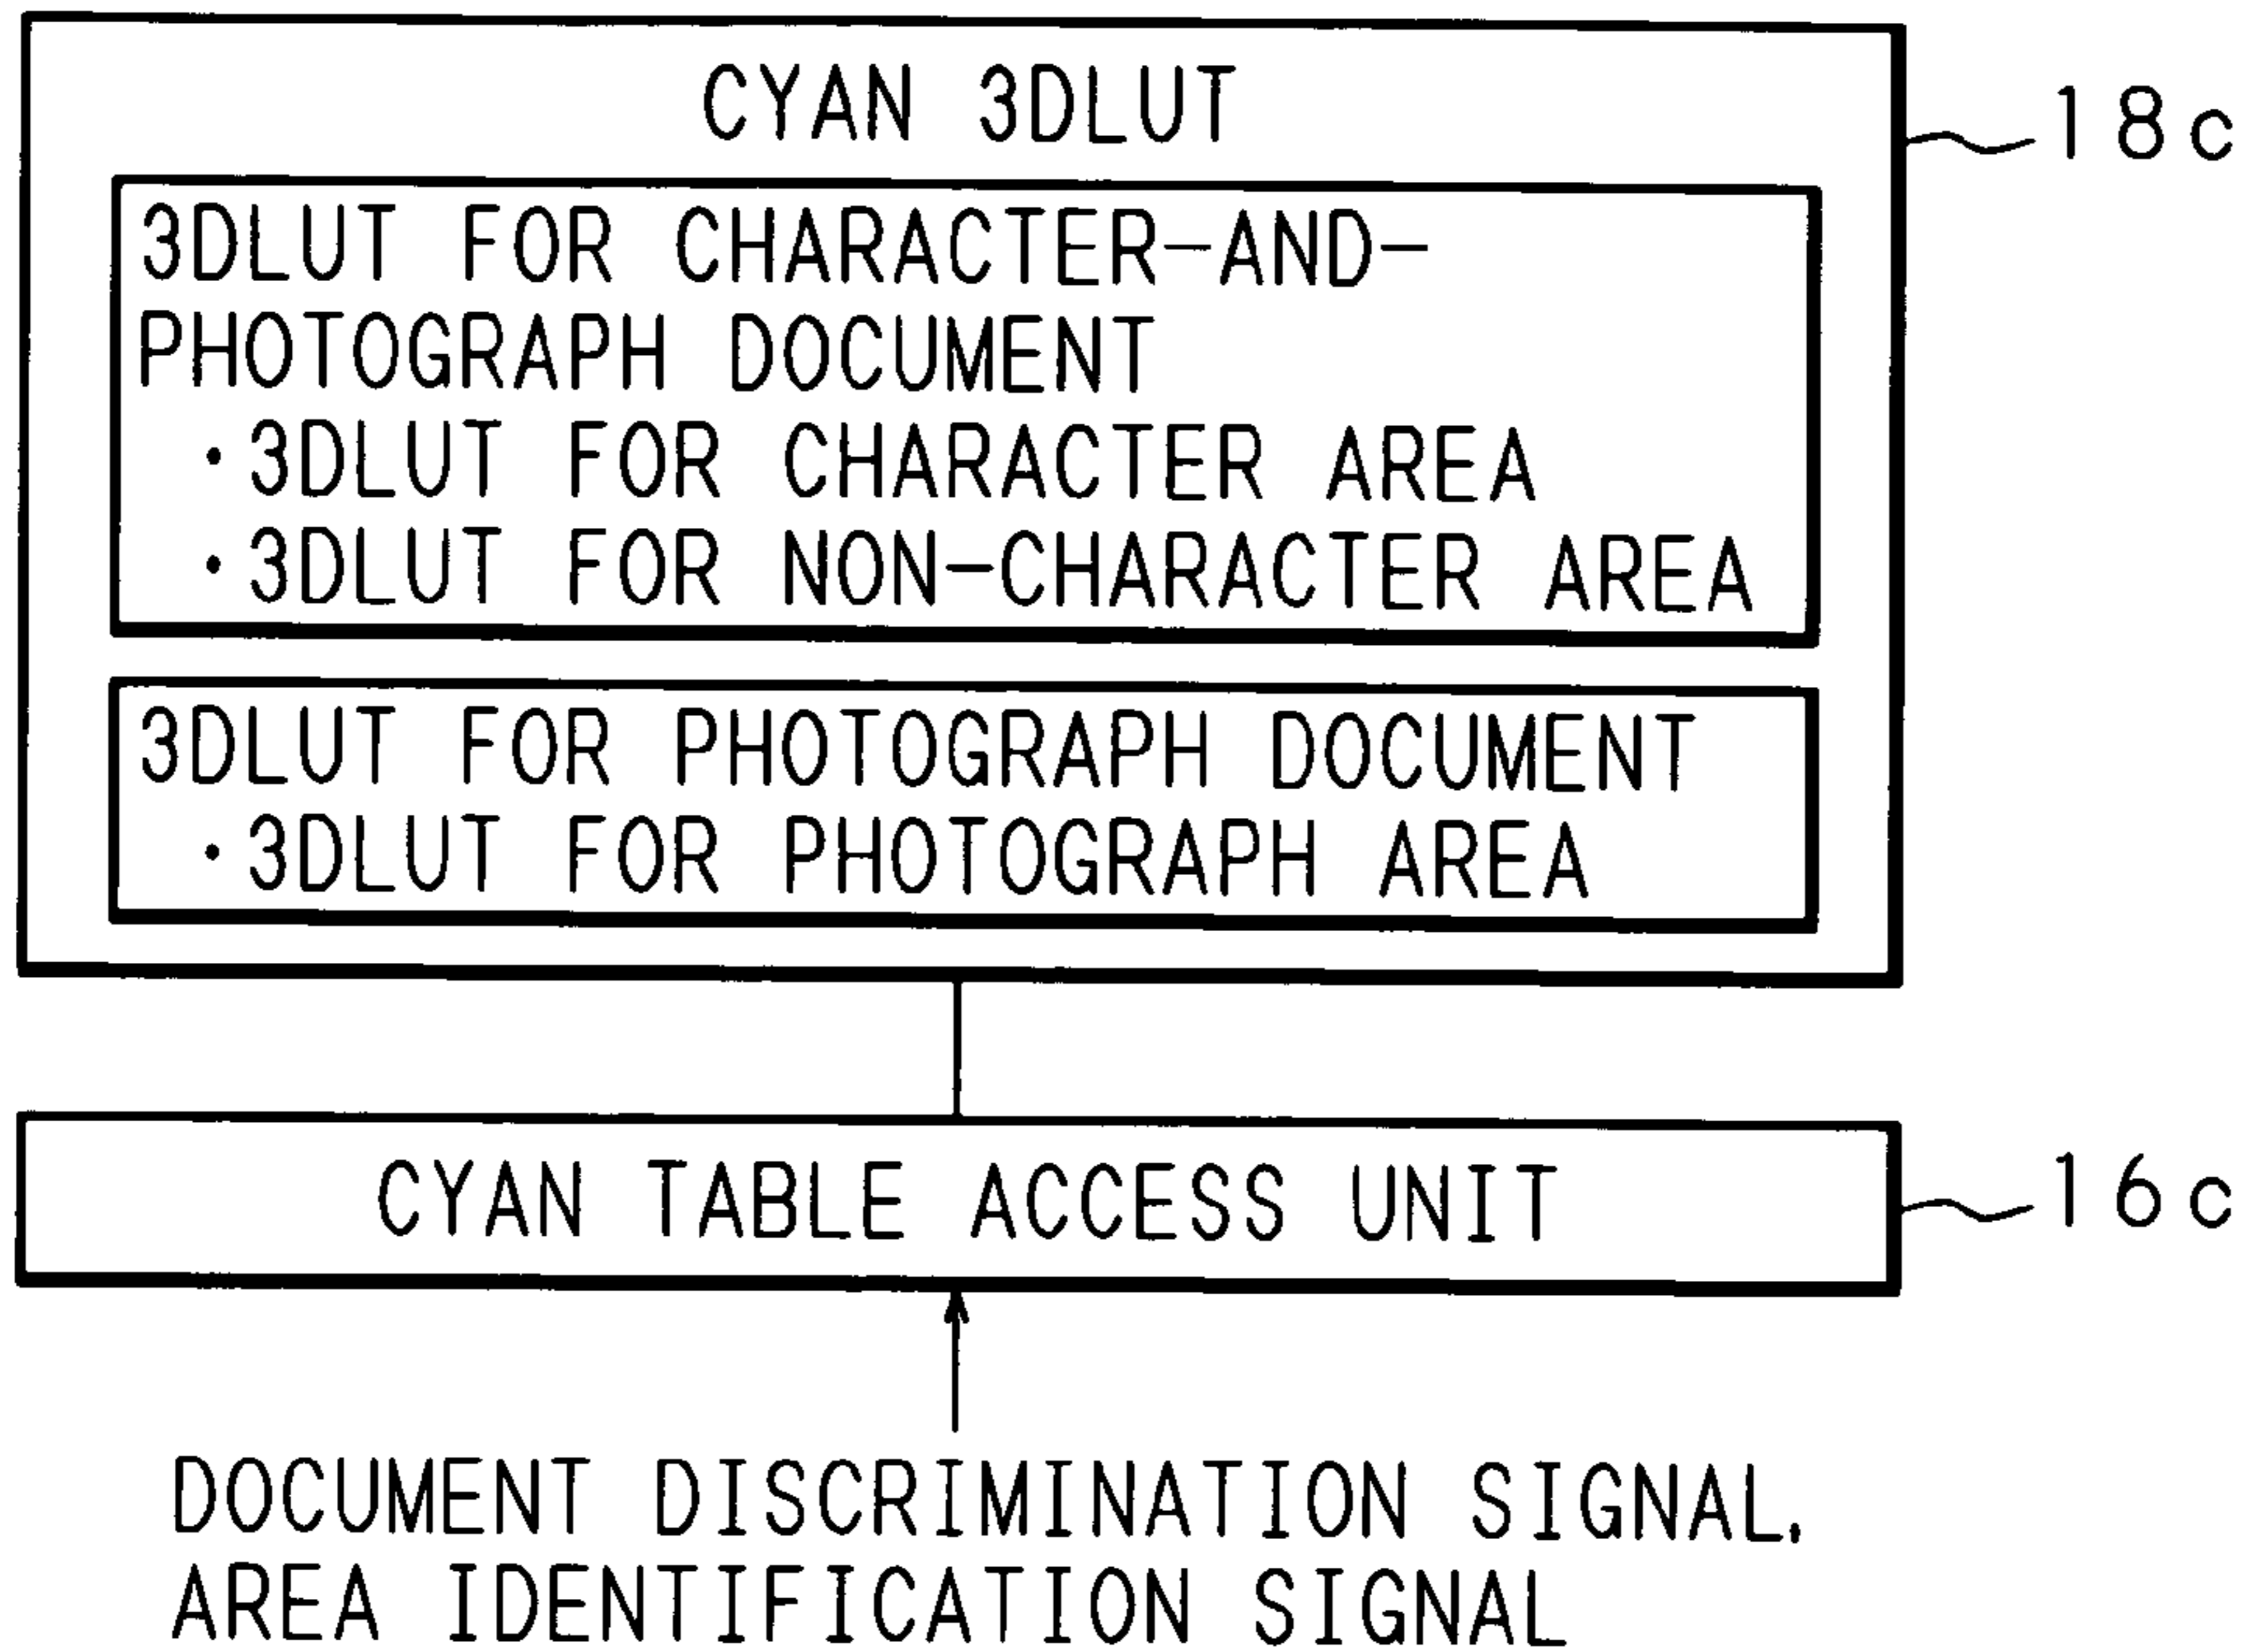 CYAN 3DLUT
18c
3DLUT FOR CHARACTER-AND-
PHOTOGRAPH DOCUMENT
・3DLUT FOR CHARACTER AREA
・3DLUT FOR NON-CHARACTER AREA
3DLUT FOR PHOTOGRAPH DOCUMENT
・3DLUT FOR PHOTOGRAPH AREA
CYAN TABLE ACCESS UNIT
16c
DOCUMENT DISCRIMINATION SIGNAL,
AREA IDENTIFICATION SIGNAL